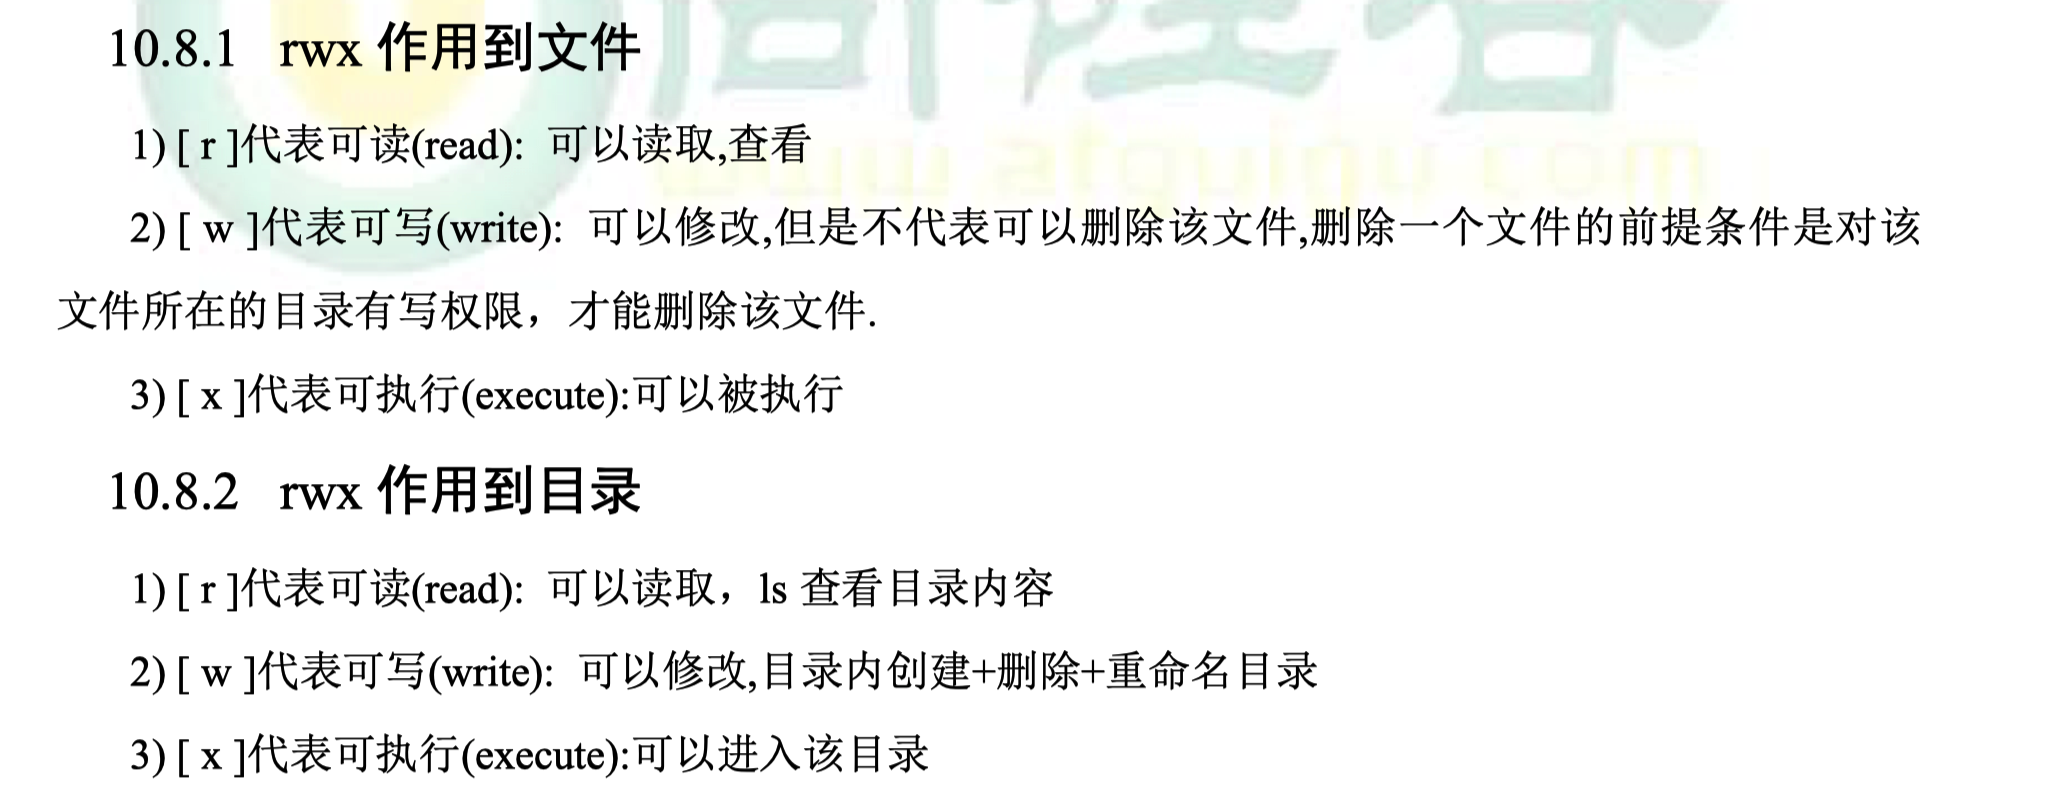 10.8.1 rwx 作用到文件
1) [ r ]代表可读(read): 可以读取,查看
2) [ w ]代表可写(write): 可以修改,但是不代表可以删除该文件,删除一个文件的前提条件是对该
文件所在的目录有写权限，才能删除该文件.
3) [ x ]代表可执行(execute):可以被执行
10.8.2 rwx 作用到目录
1) [ r ]代表可读(read): 可以读取，ls 查看目录内容
2) [ w ]代表可写(write): 可以修改,目录内创建+删除+重命名目录
3) [ x ]代表可执行(execute):可以进入该目录
www.atguigu.com